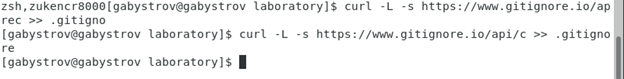 zsh,zukencr8000[gabystrov@gabystrov laboratory]$ curl -L -s https://www.gitignore.io/ap
rec >> .gitigno
[gabystrov@gabystrov laboratory]$ curl -L -s https://www.gitignore.io/api/c >> .gitigno
re
[gabystrov@gabystrov laboratory]$